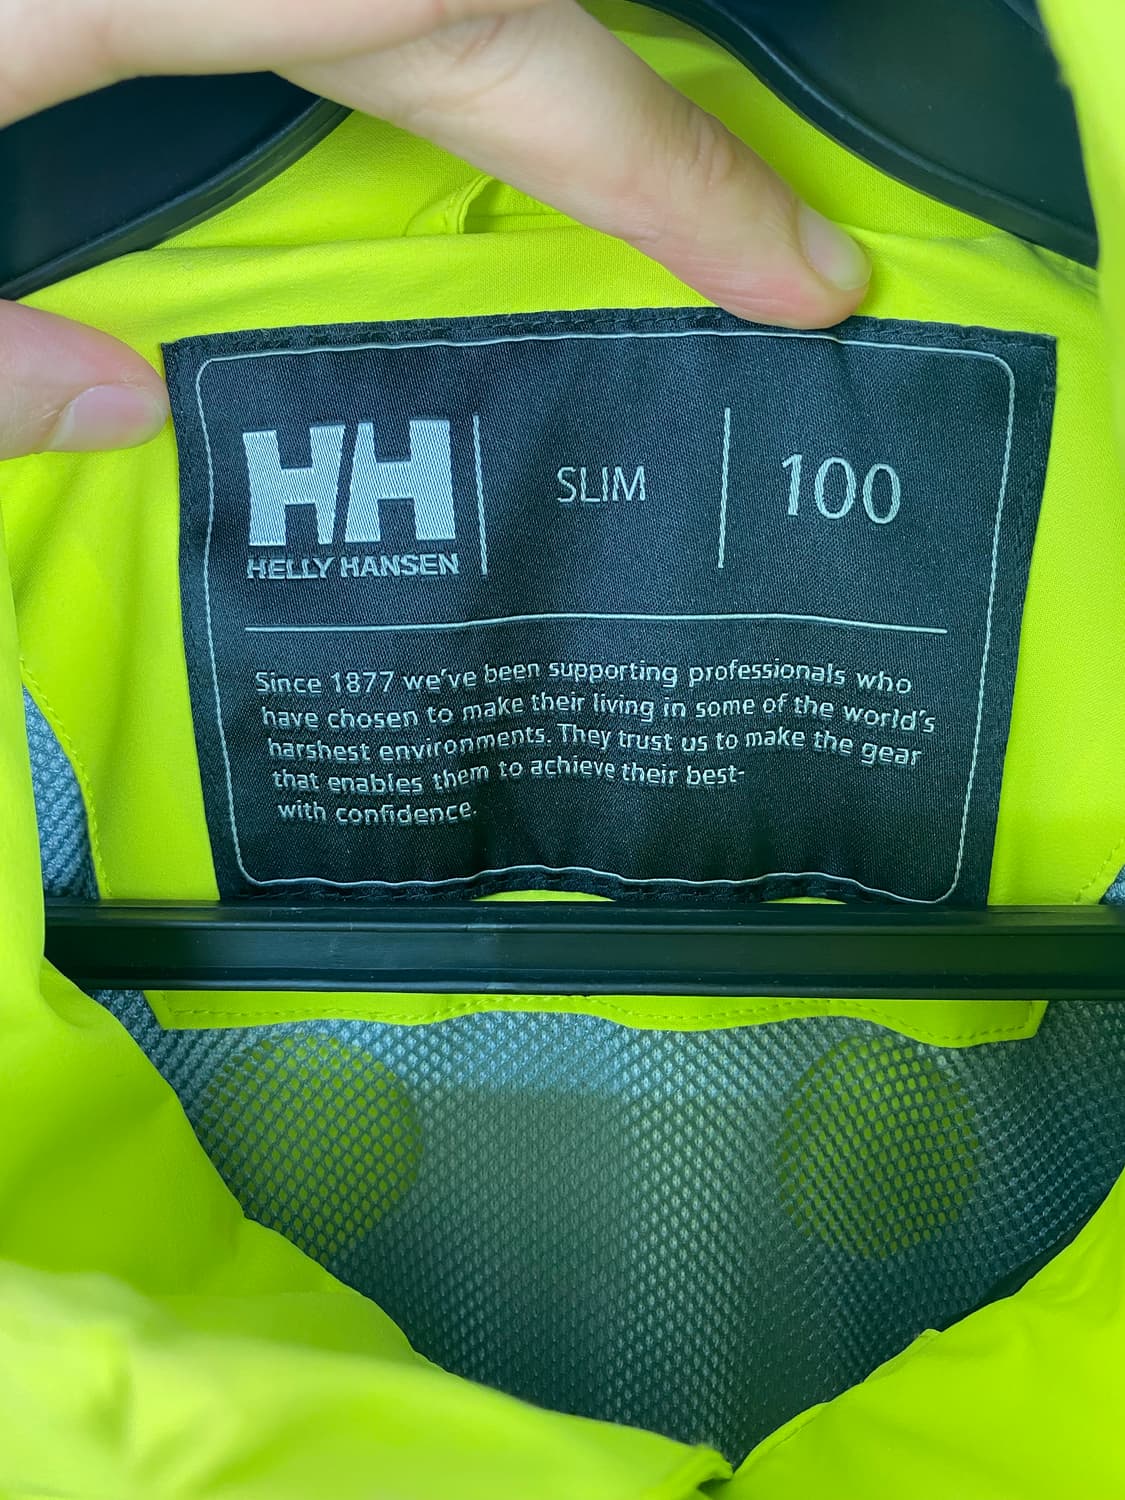 HH
HELLY HANSEN
SLIM
100
Since 1877 we've been supporting professionals who
have chosen to make their living in some of the world's
harshest environments. They trust us to make the gear
that enables them to achieve their best-
with confidence.